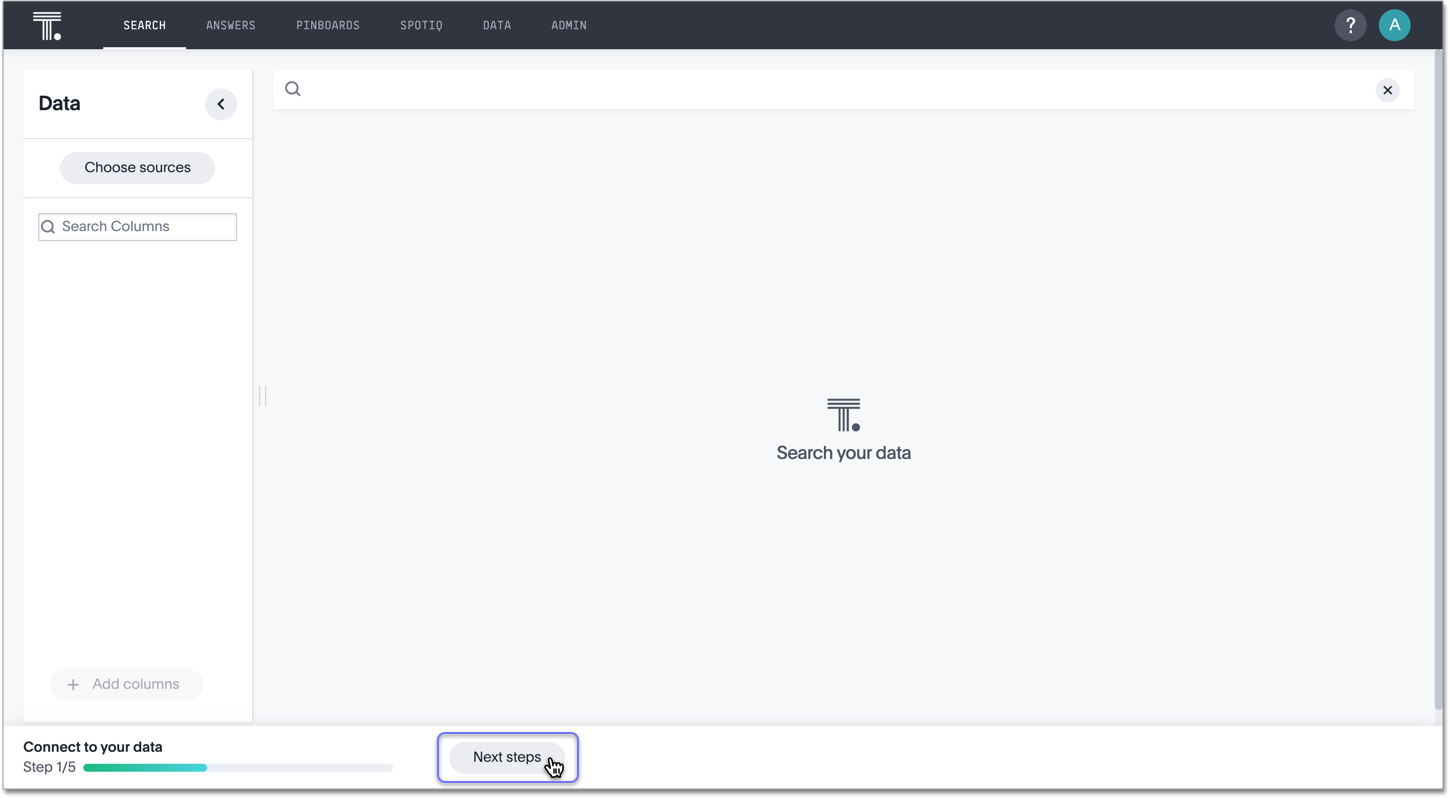 T. SEARCH ANSWERS PINBOARDS SPOTIQ DATA ADMIN ? A
Data
Choose sources
Search Columns
T.
Search your data
+ Add columns
Connect to your data
Step 1/5
Next steps